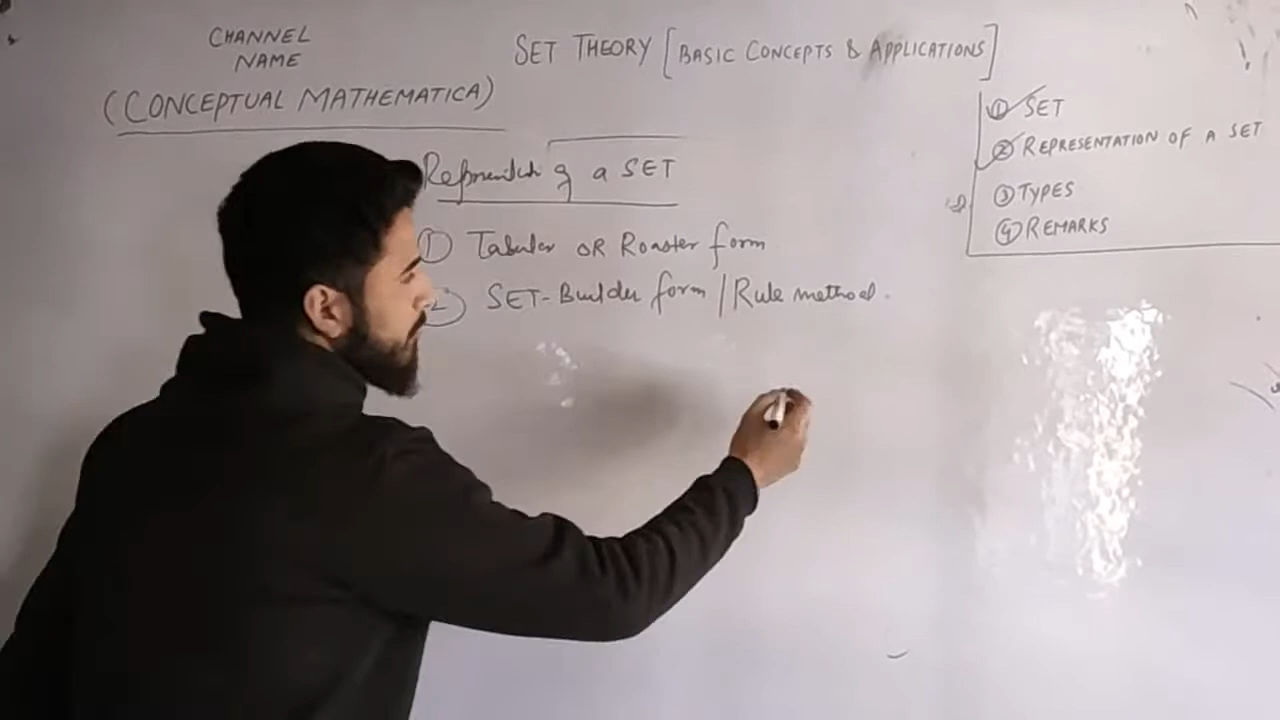 CHANNEL
NAME
(CONCEPTUAL MATHEMATICA)
SET THEORY [BASIC CONCEPTS & APPLICATIONS]
① SET
② REPRESENTATION OF A SET
③ TYPES
④ REMARKS
a SET
① Tabular OR Roaster form
② SET-Builder form / Rule method.